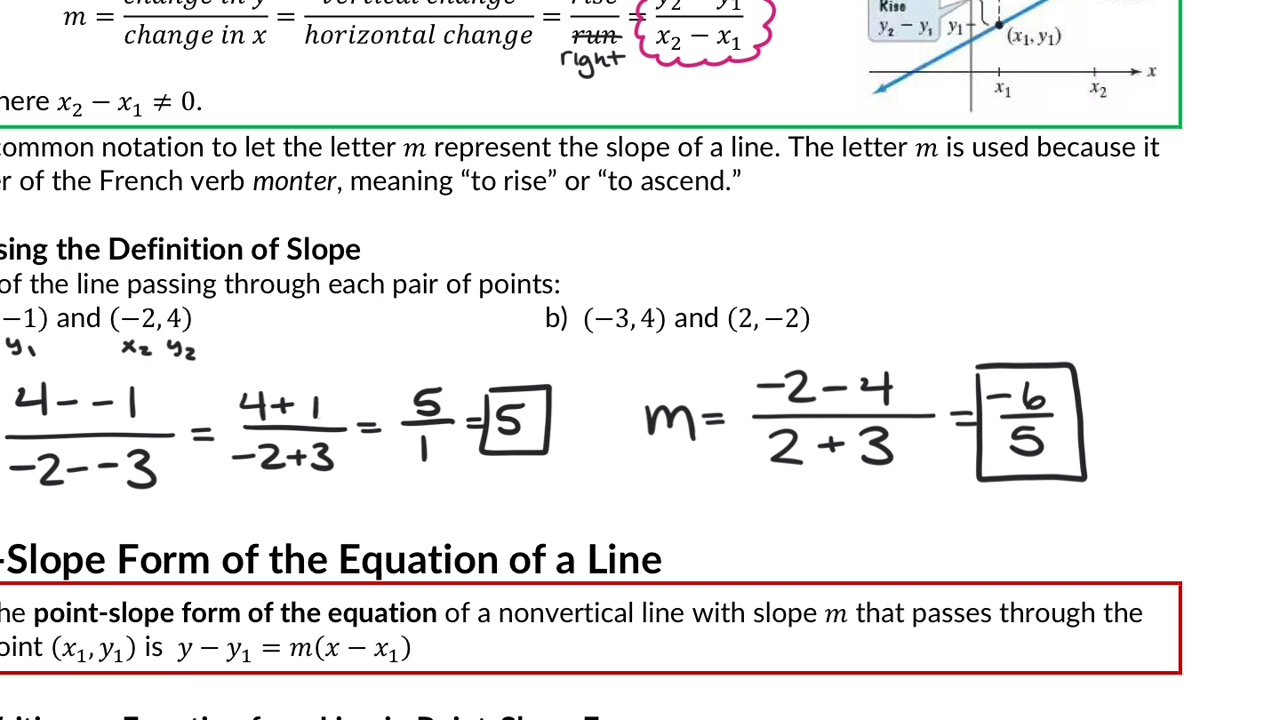 m = change in y / change in x = vertical change / horizontal change = rise / run = y₂ − y₁ / x₂ − x₁
right
Rise
y₂ − y₁
y₁
(x₁, y₁)
x
x₁
x₂
here x₂ − x₁ ≠ 0.
common notation to let the letter m represent the slope of a line. The letter m is used because it
r of the French verb monter, meaning “to rise” or “to ascend.”
sing the Definition of Slope
of the line passing through each pair of points:
−1) and (−2, 4)
b) (−3, 4) and (2, −2)
y₁ x₂ y₂
4 - - 1 / -2 - - 3 = 4 + 1 / -2 + 3 = 5 / 1 = 5
m = -2 - 4 / 2 + 3 = -6 / 5
-Slope Form of the Equation of a Line
he point-slope form of the equation of a nonvertical line with slope m that passes through the
oint (x₁, y₁) is y − y₁ = m(x − x₁)